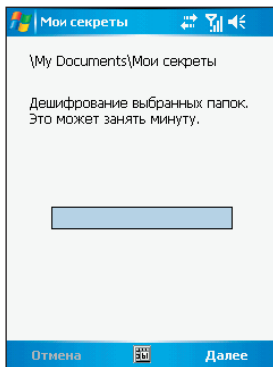 Мои секреты
\My Documents\Мои секреты
Дешифрование выбранных папок.
Это может занять минуту.
Отмена
Далее